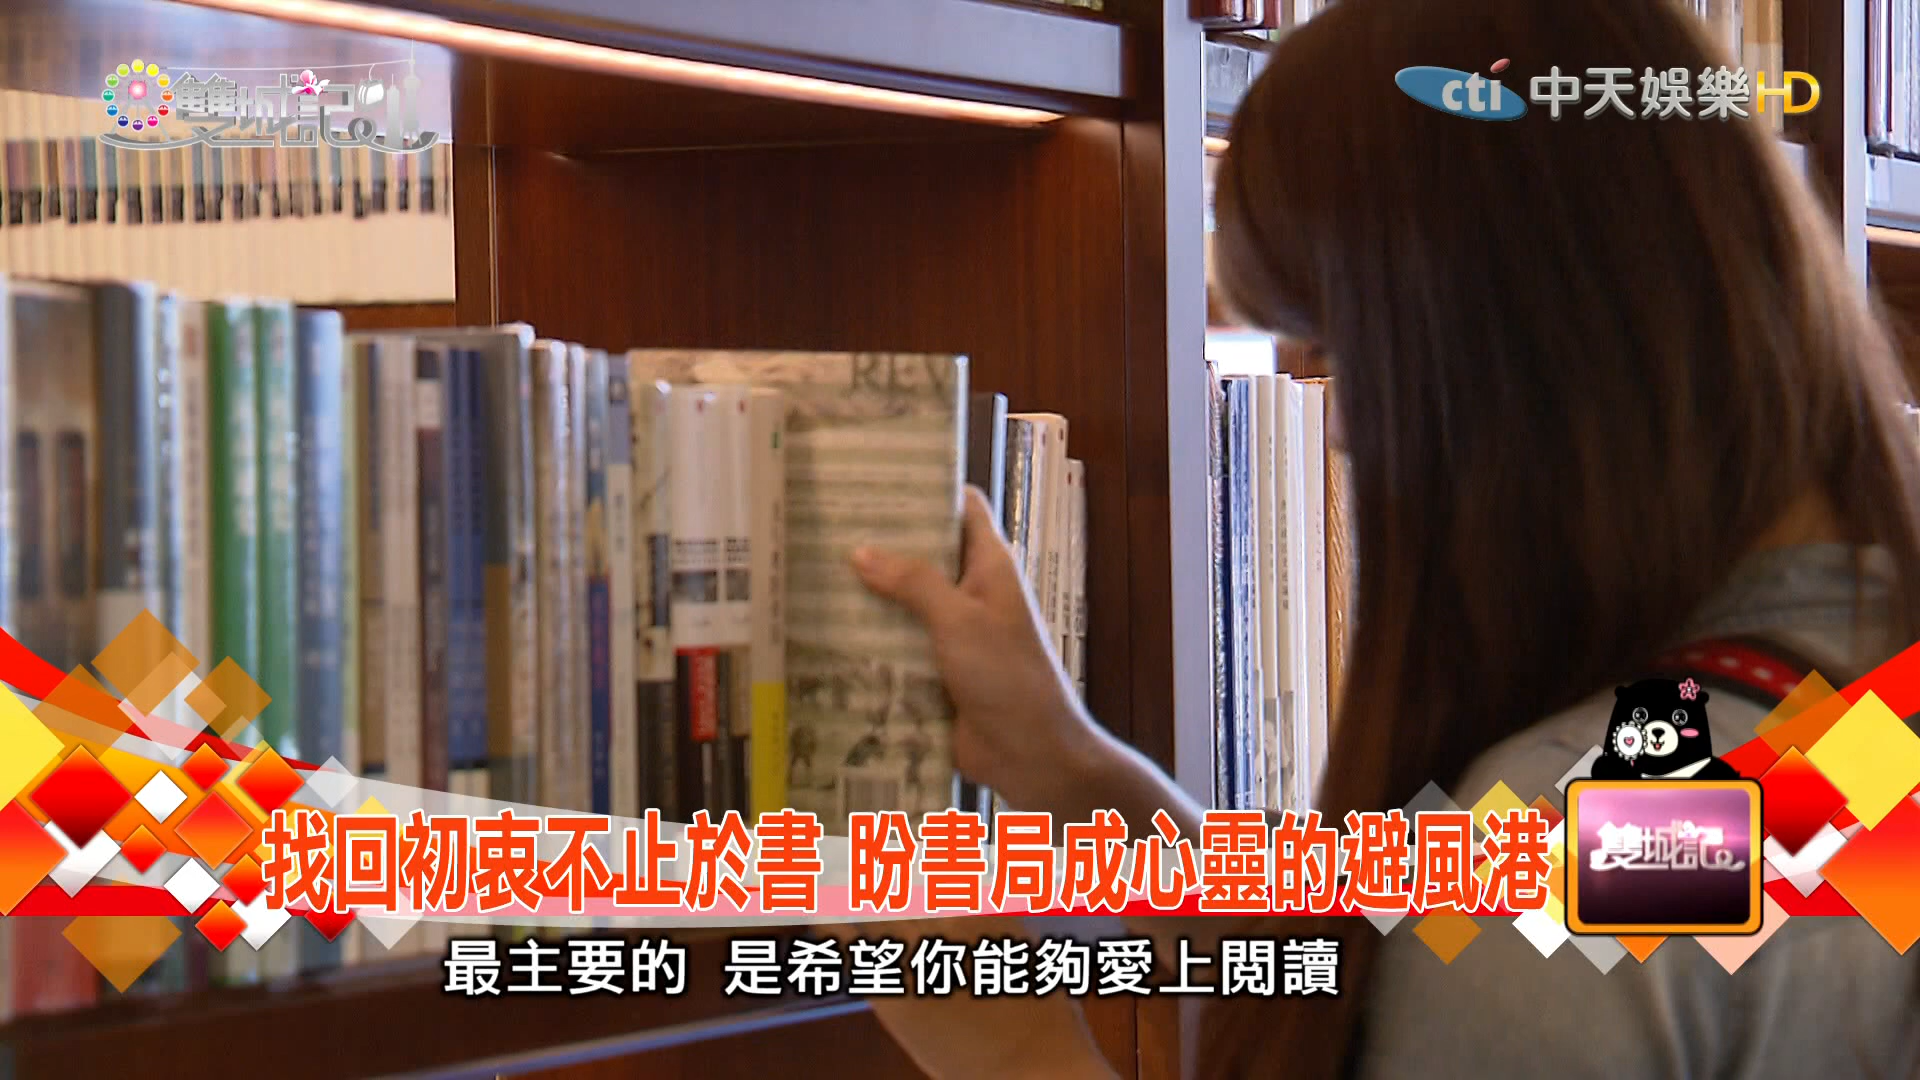 雙城記
cti 中天娛樂HD
REV
找回初衷不止於書 盼書局成心靈的避風港
雙城記
最主要的 是希望你能夠愛上閱讀